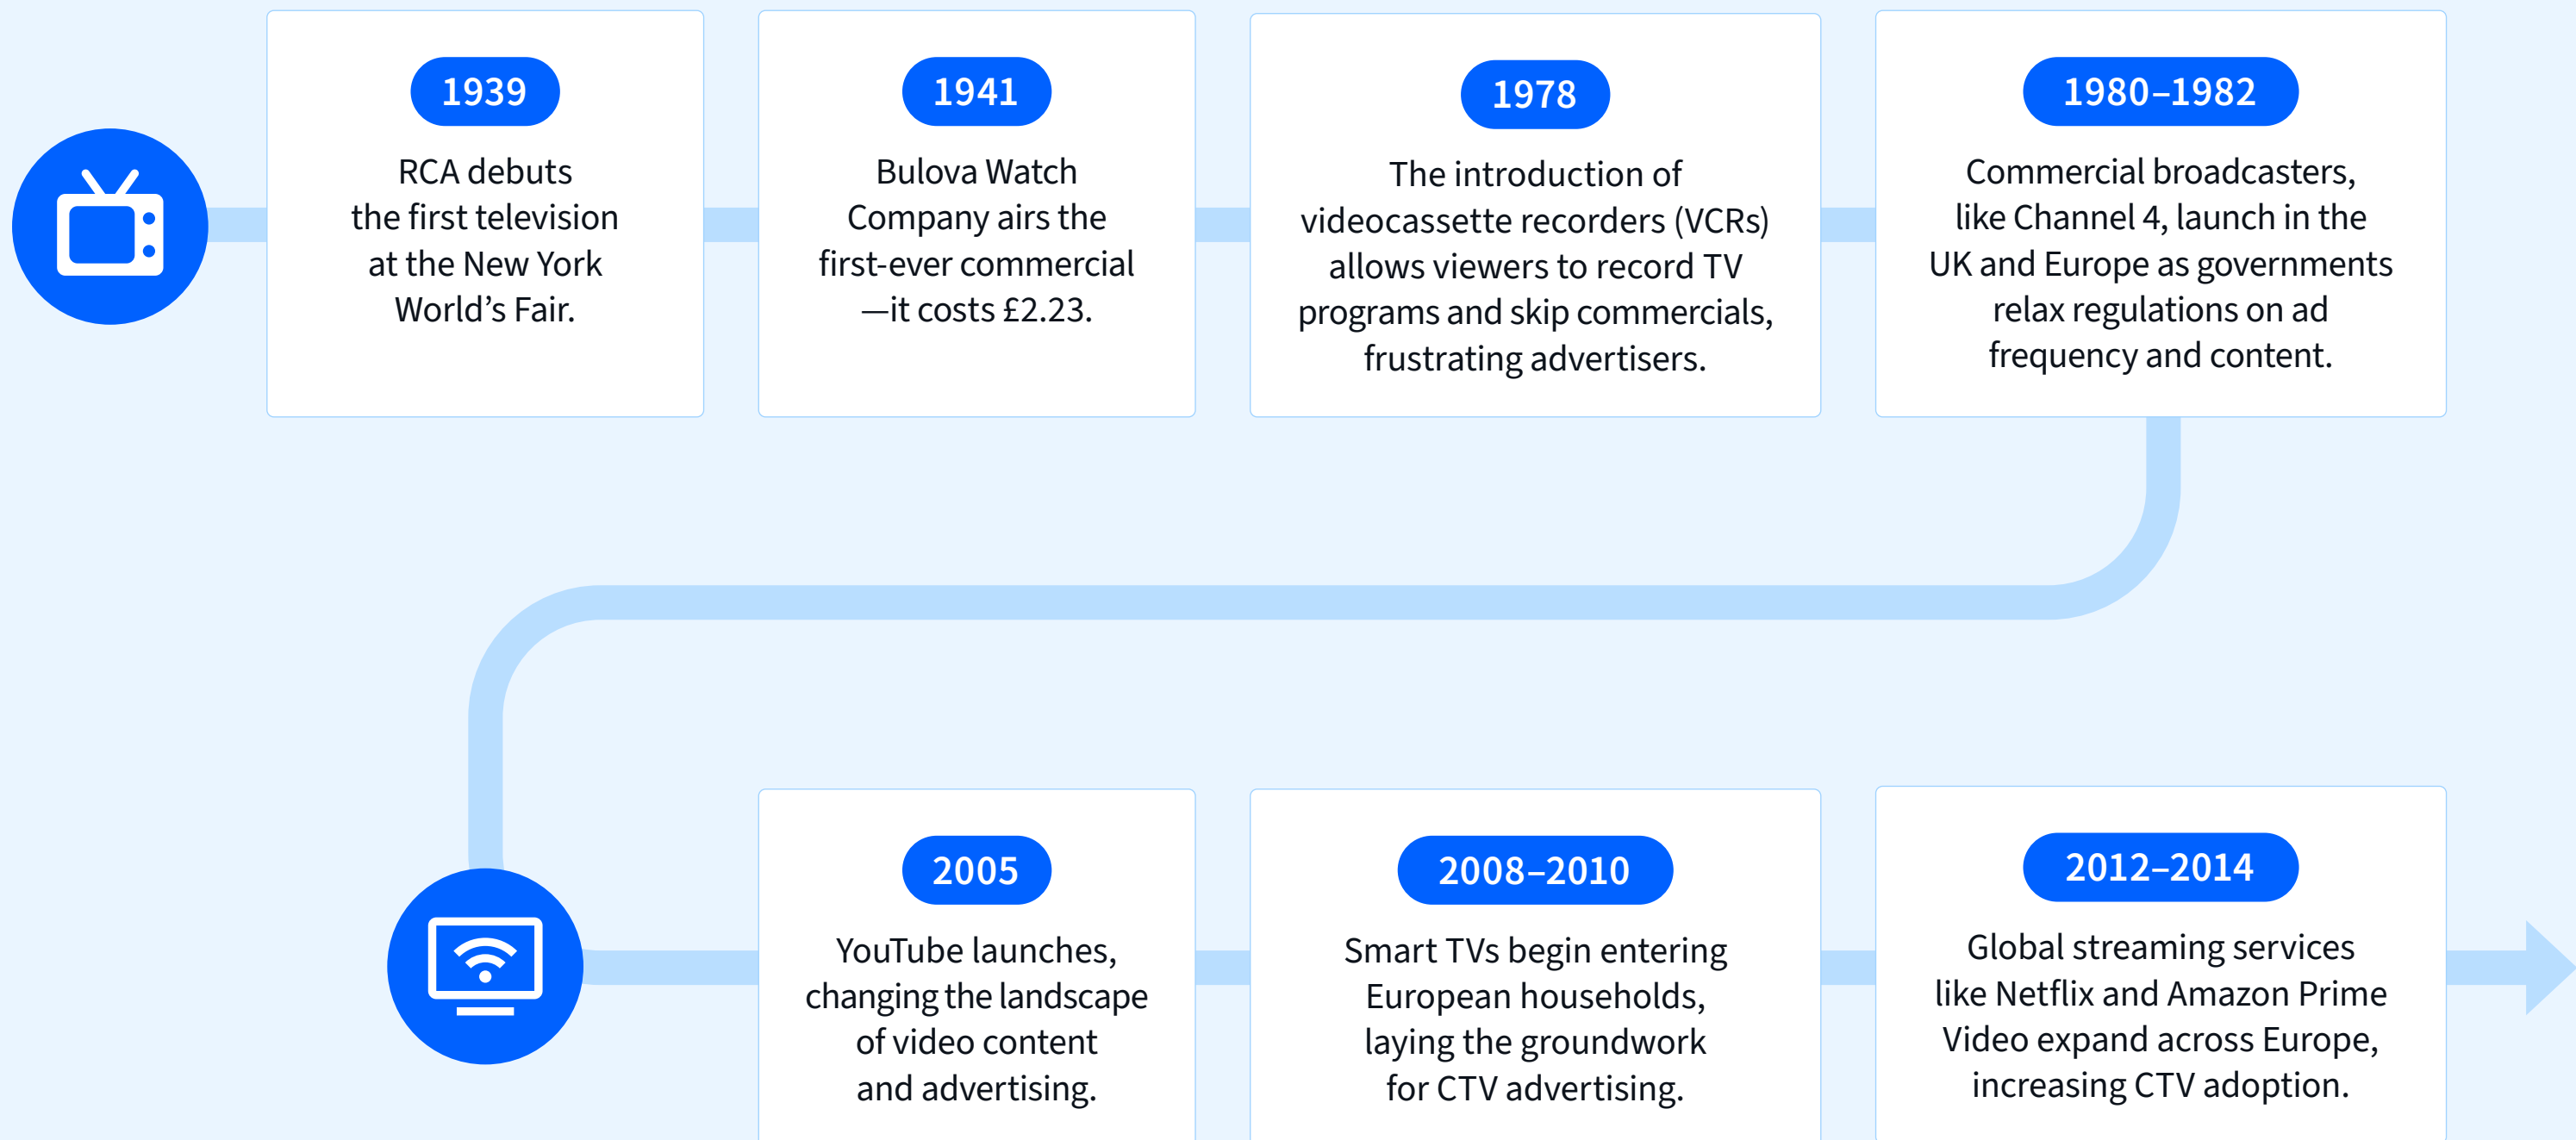 1939
RCA debuts
the first television
at the New York
World’s Fair.
1941
Bulova Watch
Company airs the
first-ever commercial
—it costs £2.23.
1978
The introduction of
videocassette recorders (VCRs)
allows viewers to record TV
programs and skip commercials,
frustrating advertisers.
1980–1982
Commercial broadcasters,
like Channel 4, launch in the
UK and Europe as governments
relax regulations on ad
frequency and content.
2005
YouTube launches,
changing the landscape
of video content
and advertising.
2008–2010
Smart TVs begin entering
European households,
laying the groundwork
for CTV advertising.
2012–2014
Global streaming services
like Netflix and Amazon Prime
Video expand across Europe,
increasing CTV adoption.